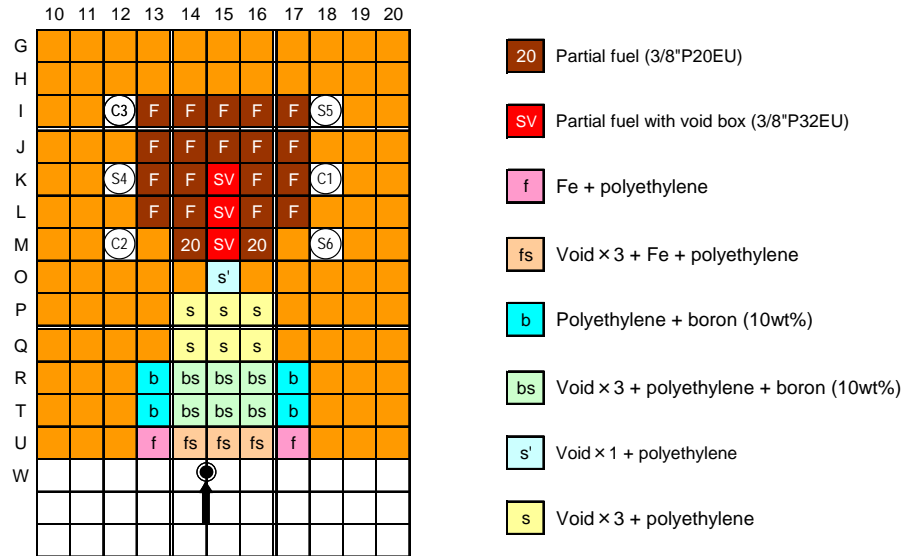 10 11 12 13 14 15 16 17 18 19 20
G
H
I C3 F F F F F S5
J F F F F F
K S4 F F SV F F C1
L F F SV F F
M C2 20 SV 20 S6
O s'
P s s s
Q s s s
R b bs bs bs b
T b bs bs bs b
U f fs fs fs f
W
20 Partial fuel (3/8"P20EU)
SV Partial fuel with void box (3/8"P32EU)
f Fe + polyethylene
fs Void×3 + Fe + polyethylene
b Polyethylene + boron (10wt%)
bs Void×3 + polyethylene + boron (10wt%)
s' Void×1 + polyethylene
s Void×3 + polyethylene